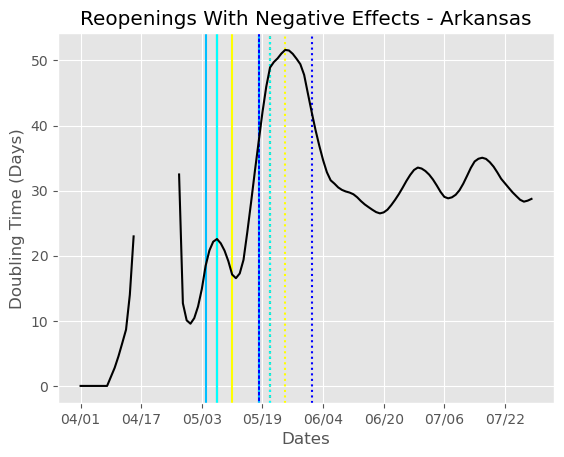 Reopenings With Negative Effects - Arkansas
Doubling Time (Days)
50
40
30
20
10
0
04/01 04/17 05/03 05/19 06/04 06/20 07/06 07/22
Dates